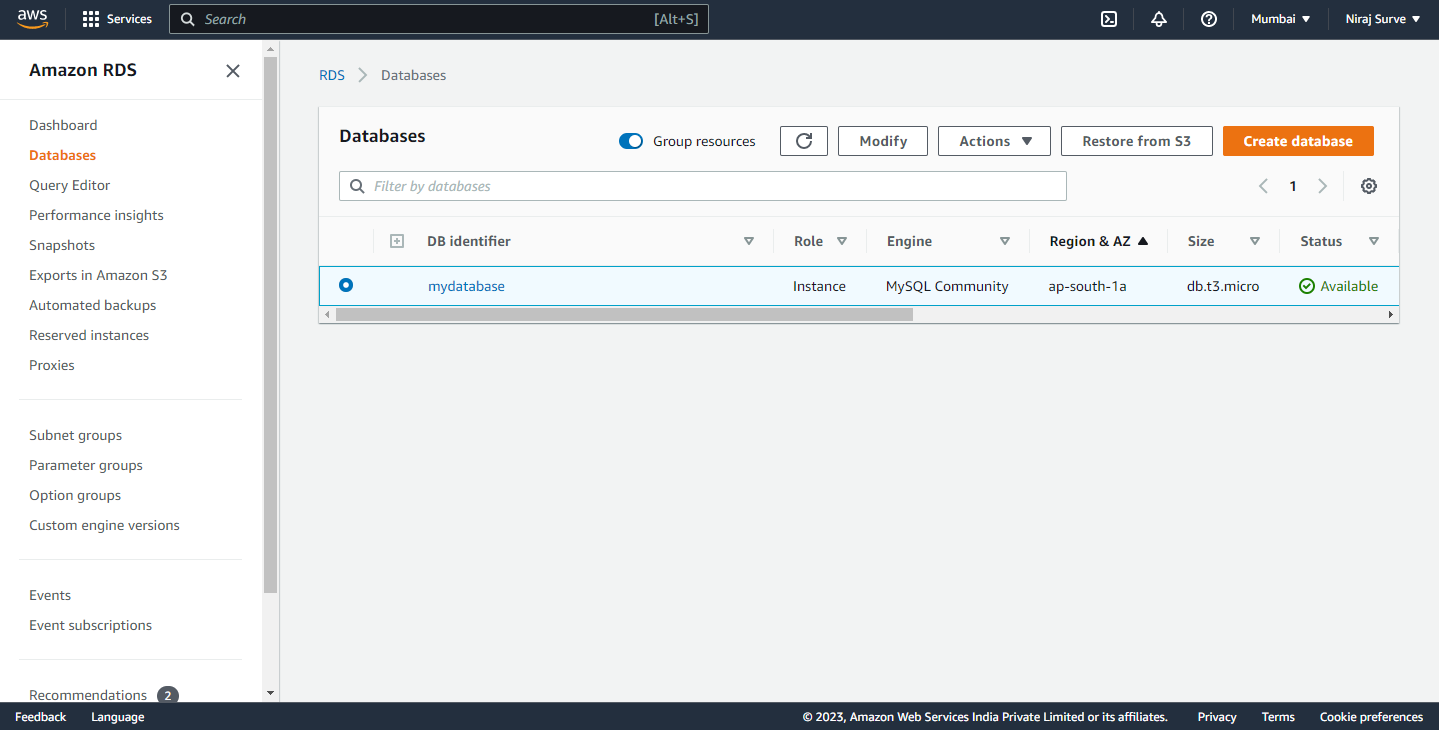 aws Services Search [Alt+S] Mumbai ▼ Niraj Surve ▼
Amazon RDS
Dashboard
Databases
Query Editor
Performance insights
Snapshots
Exports in Amazon S3
Automated backups
Reserved instances
Proxies
Subnet groups
Parameter groups
Option groups
Custom engine versions
Events
Event subscriptions
Recommendations 2
RDS > Databases
Databases Group resources Modify Actions ▼ Restore from S3 Create database
Filter by databases < 1 >
DB identifier Role Engine Region & AZ ▲ Size Status
mydatabase Instance MySQL Community ap-south-1a db.t3.micro Available
Feedback Language © 2023, Amazon Web Services India Private Limited or its affiliates. Privacy Terms Cookie preferences